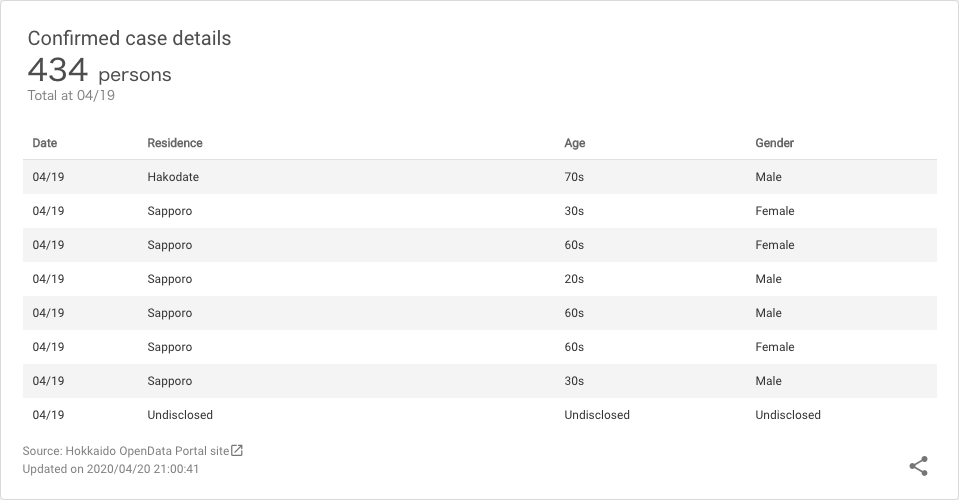 Confirmed case details
434 persons
Total at 04/19
Date Residence Age Gender
04/19 Hakodate 70s Male
04/19 Sapporo 30s Female
04/19 Sapporo 60s Female
04/19 Sapporo 20s Male
04/19 Sapporo 60s Male
04/19 Sapporo 60s Female
04/19 Sapporo 30s Male
04/19 Undisclosed Undisclosed Undisclosed
Source: Hokkaido OpenData Portal site
Updated on 2020/04/20 21:00:41